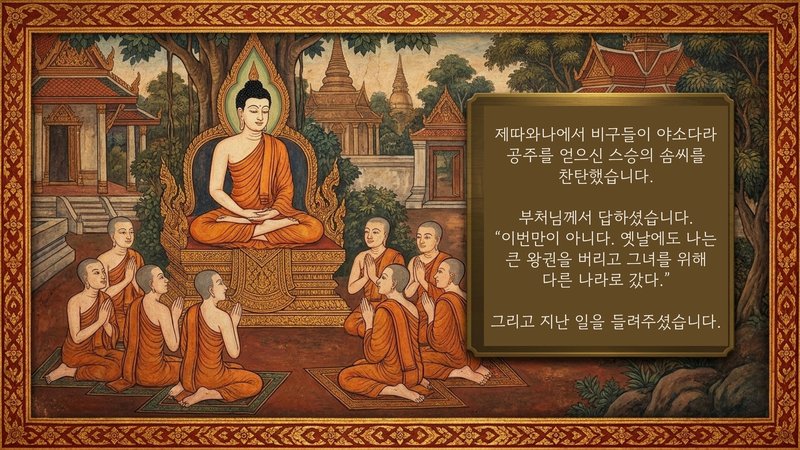 제따와나에서 비구들이 야소다라
공주를 얻으신 스승의 솜씨를
찬탄했습니다.
부처님께서 답하셨습니다.
“이번만이 아니다. 옛날에도 나는
큰 왕권을 버리고 그녀를 위해
다른 나라로 갔다.”
그리고 지난 일을 들려주셨습니다.